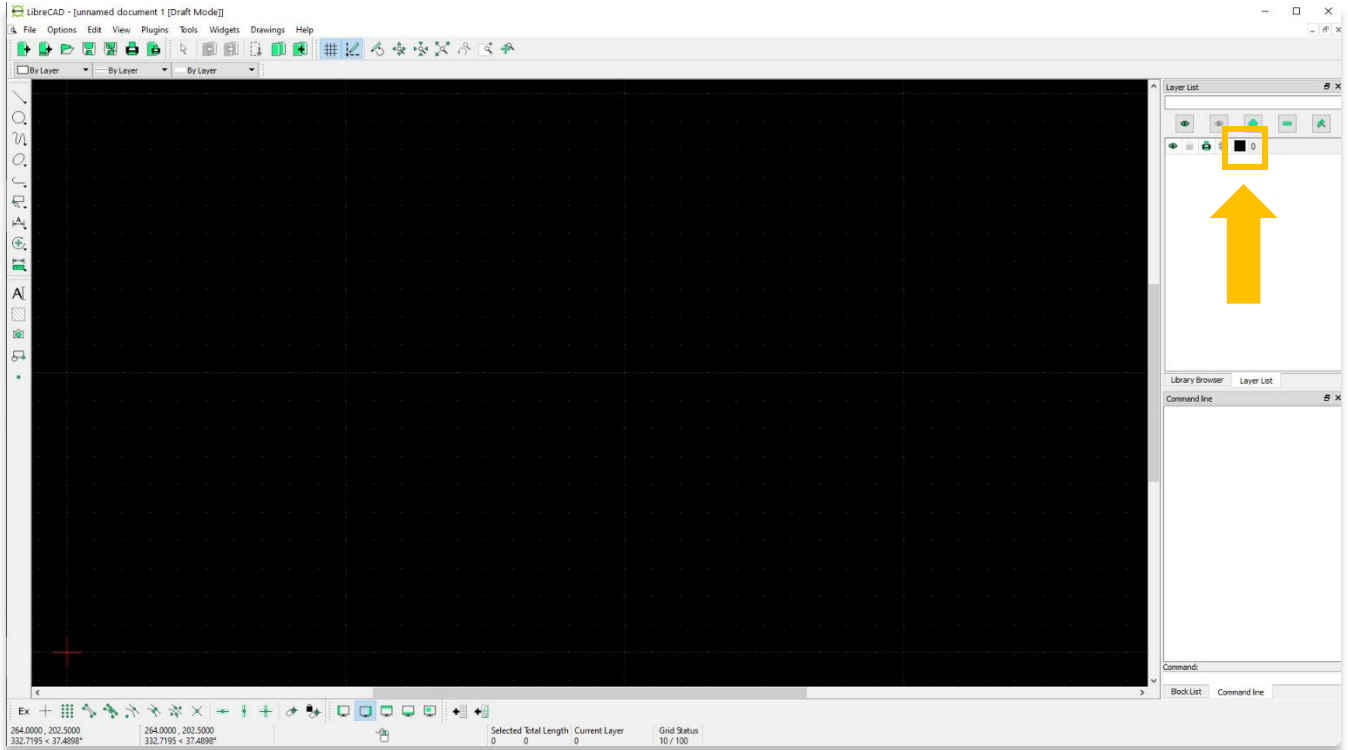 LibreCAD - [unnamed document 1 [Draft Mode]]
File Options Edit View Plugins Tools Widgets Drawings Help
By Layer By Layer By Layer
Layer List
0
A
Library Browser Layer List
Command line
Command:
Block List Command line
Ex
264.0000 , 202.5000 264.0000 , 202.5000 Selected Total Length Current Layer Grid Status
332.7195 < 37.4898° 332.7195 < 37.4898° 0 0 0 10 / 100